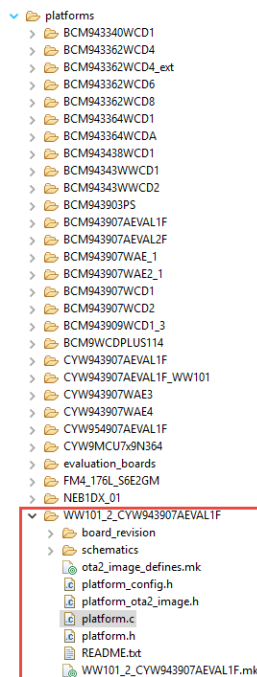 platforms
BCM943340WCD1
BCM943362WCD4
BCM943362WCD4_ext
BCM943362WCD6
BCM943362WCD8
BCM943364WCD1
BCM943364WCDA
BCM943438WCD1
BCM94343WWCD1
BCM94343WWCD2
BCM943903PS
BCM943907AEVAL1F
BCM943907AEVAL2F
BCM943907WAE_1
BCM943907WAE2_1
BCM943907WCD1
BCM943907WCD2
BCM943909WCD1_3
BCM9WCDPLUS114
CYW943907AEVAL1F
CYW943907AEVAL1F_WW101
CYW943907WAE3
CYW943907WAE4
CYW954907AEVAL1F
CYW9MCU7x9N364
evaluation_boards
FM4_176L_S6E2GM
NEB1DX_01
WW101_2_CYW943907AEVAL1F
board_revision
schematics
ota2_image_defines.mk
platform_config.h
platform_ota2_image.h
platform.c
platform.h
README.txt
WW101_2_CYW943907AEVAL1F.mk